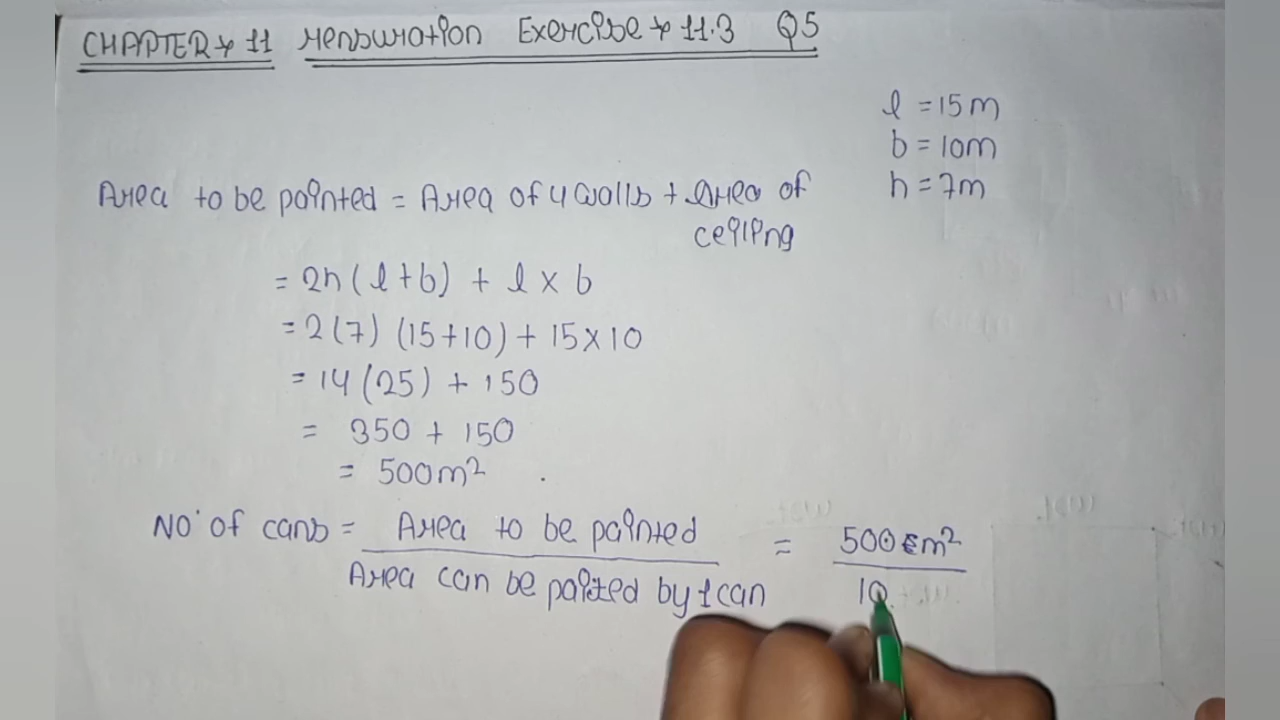 CHAPTER → 11 Mensuration Exercise → 11.3 Q5
l = 15m
b = 10m
h = 7m
Area to be painted = Area of 4 walls + Area of
ceiling
= 2h (l + b) + l × b
= 2(7) (15+10) + 15×10
= 14 (25) + 150
= 350 + 150
= 500m²
No. of cans = Area to be painted / Area can be painted by 1 can = 500 m² / 10